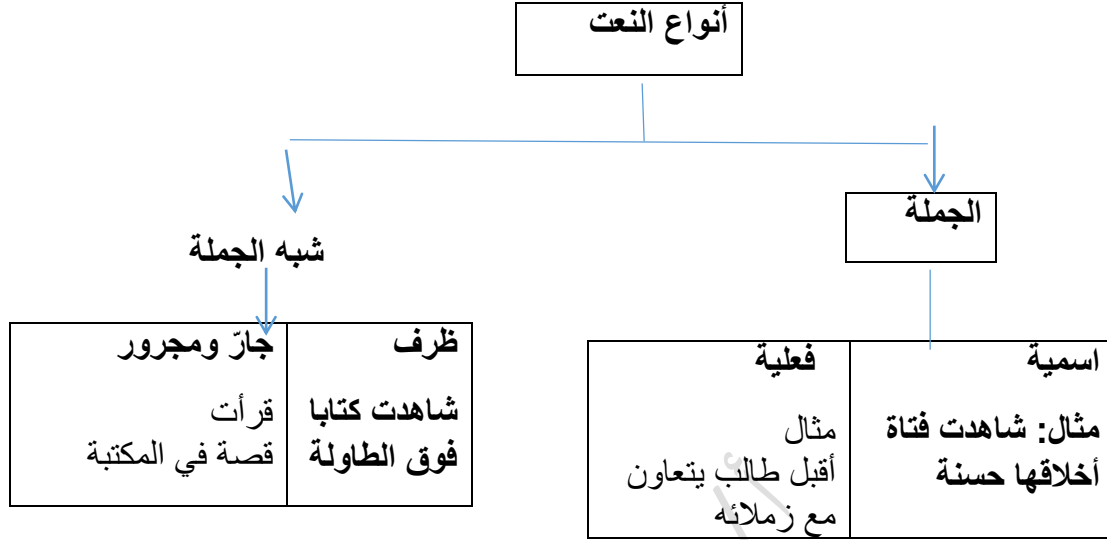 أنواع النعت
الجملة
شبه الجملة
اسمية
مثال: شاهدت فتاة
أخلاقها حسنة
فعلية
مثال
أقبل طالب يتعاون
مع زملائه
ظرف
شاهدت كتابا
فوق الطاولة
جارّ ومجرور
قرأت
قصة في المكتبة